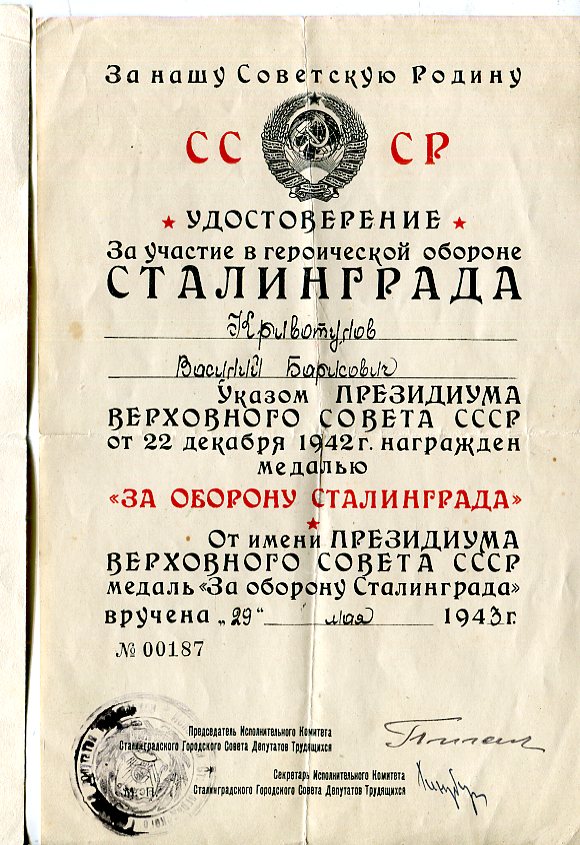 За нашу Советскую Родину
СССР
УДОСТОВЕРЕНИЕ
За участие в героической обороне
СТАЛИНГРАДА
Кривотулов
Василий Борисович
Указом ПРЕЗИДИУМА
ВЕРХОВНОГО СОВЕТА СССР
от 22 декабря 1942 г. награжден
медалью
«ЗА ОБОРОНУ СТАЛИНГРАДА»
От имени ПРЕЗИДИУМА
ВЕРХОВНОГО СОВЕТА СССР
медаль «За оборону Сталинграда»
вручена „29“ мая 1943 г.
№ 00187
Председатель Исполнительного Комитета
Сталинградского Городского Совета Депутатов Трудящихся
Секретарь Исполнительного Комитета
Сталинградского Городского Совета Депутатов Трудящихся